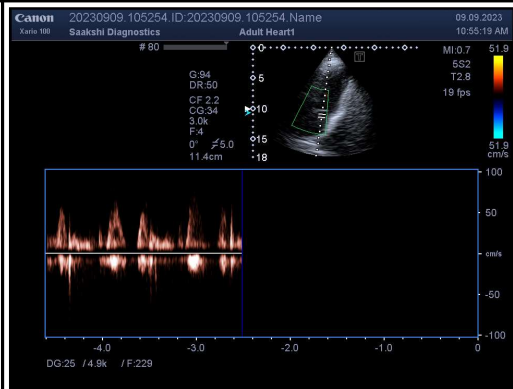 Canon 20230909.105254.ID:20230909.105254.Name 09.09.2023
Xario 100 Saakshi Diagnostics Adult Heart1 10:55:19 AM
# 80
0
5
10
15
18
T
MI:0.7
5S2
T2.8
19 fps
51.9
51.9
cm/s
G:94
DR:50
CF 2.2
CG:34
3.0k
F:4
0° 5.0
11.4cm
100
50
cm/s
-50
-100
-4.0 -3.0 -2.0 -1.0 0
DG:25 / 4.9k / F:229